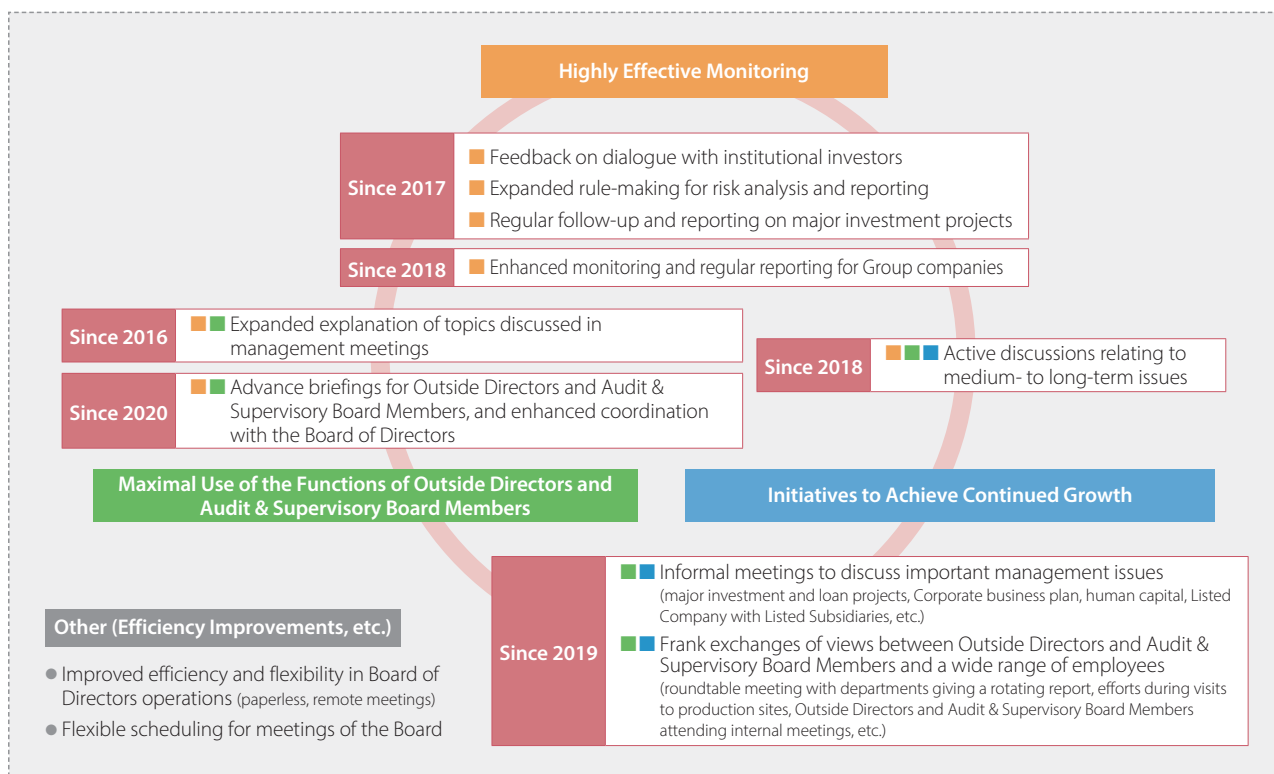 Highly Effective Monitoring
Since 2017
Feedback on dialogue with institutional investors
Expanded rule-making for risk analysis and reporting
Regular follow-up and reporting on major investment projects
Since 2018
Enhanced monitoring and regular reporting for Group companies
Since 2016
Expanded explanation of topics discussed in
management meetings
Since 2020
Advance briefings for Outside Directors and Audit &
Supervisory Board Members, and enhanced coordination
with the Board of Directors
Since 2018
Active discussions relating to
medium- to long-term issues
Maximal Use of the Functions of Outside Directors and
Audit & Supervisory Board Members
Initiatives to Achieve Continued Growth
Since 2019
Informal meetings to discuss important management issues
(major investment and loan projects, Corporate business plan, human capital, Listed
Company with Listed Subsidiaries, etc.)
Frank exchanges of views between Outside Directors and Audit &
Supervisory Board Members and a wide range of employees
(roundtable meeting with departments giving a rotating report, efforts during visits
to production sites, Outside Directors and Audit & Supervisory Board Members
attending internal meetings, etc.)
Other (Efficiency Improvements, etc.)
● Improved efficiency and flexibility in Board of
Directors operations (paperless, remote meetings)
● Flexible scheduling for meetings of the Board